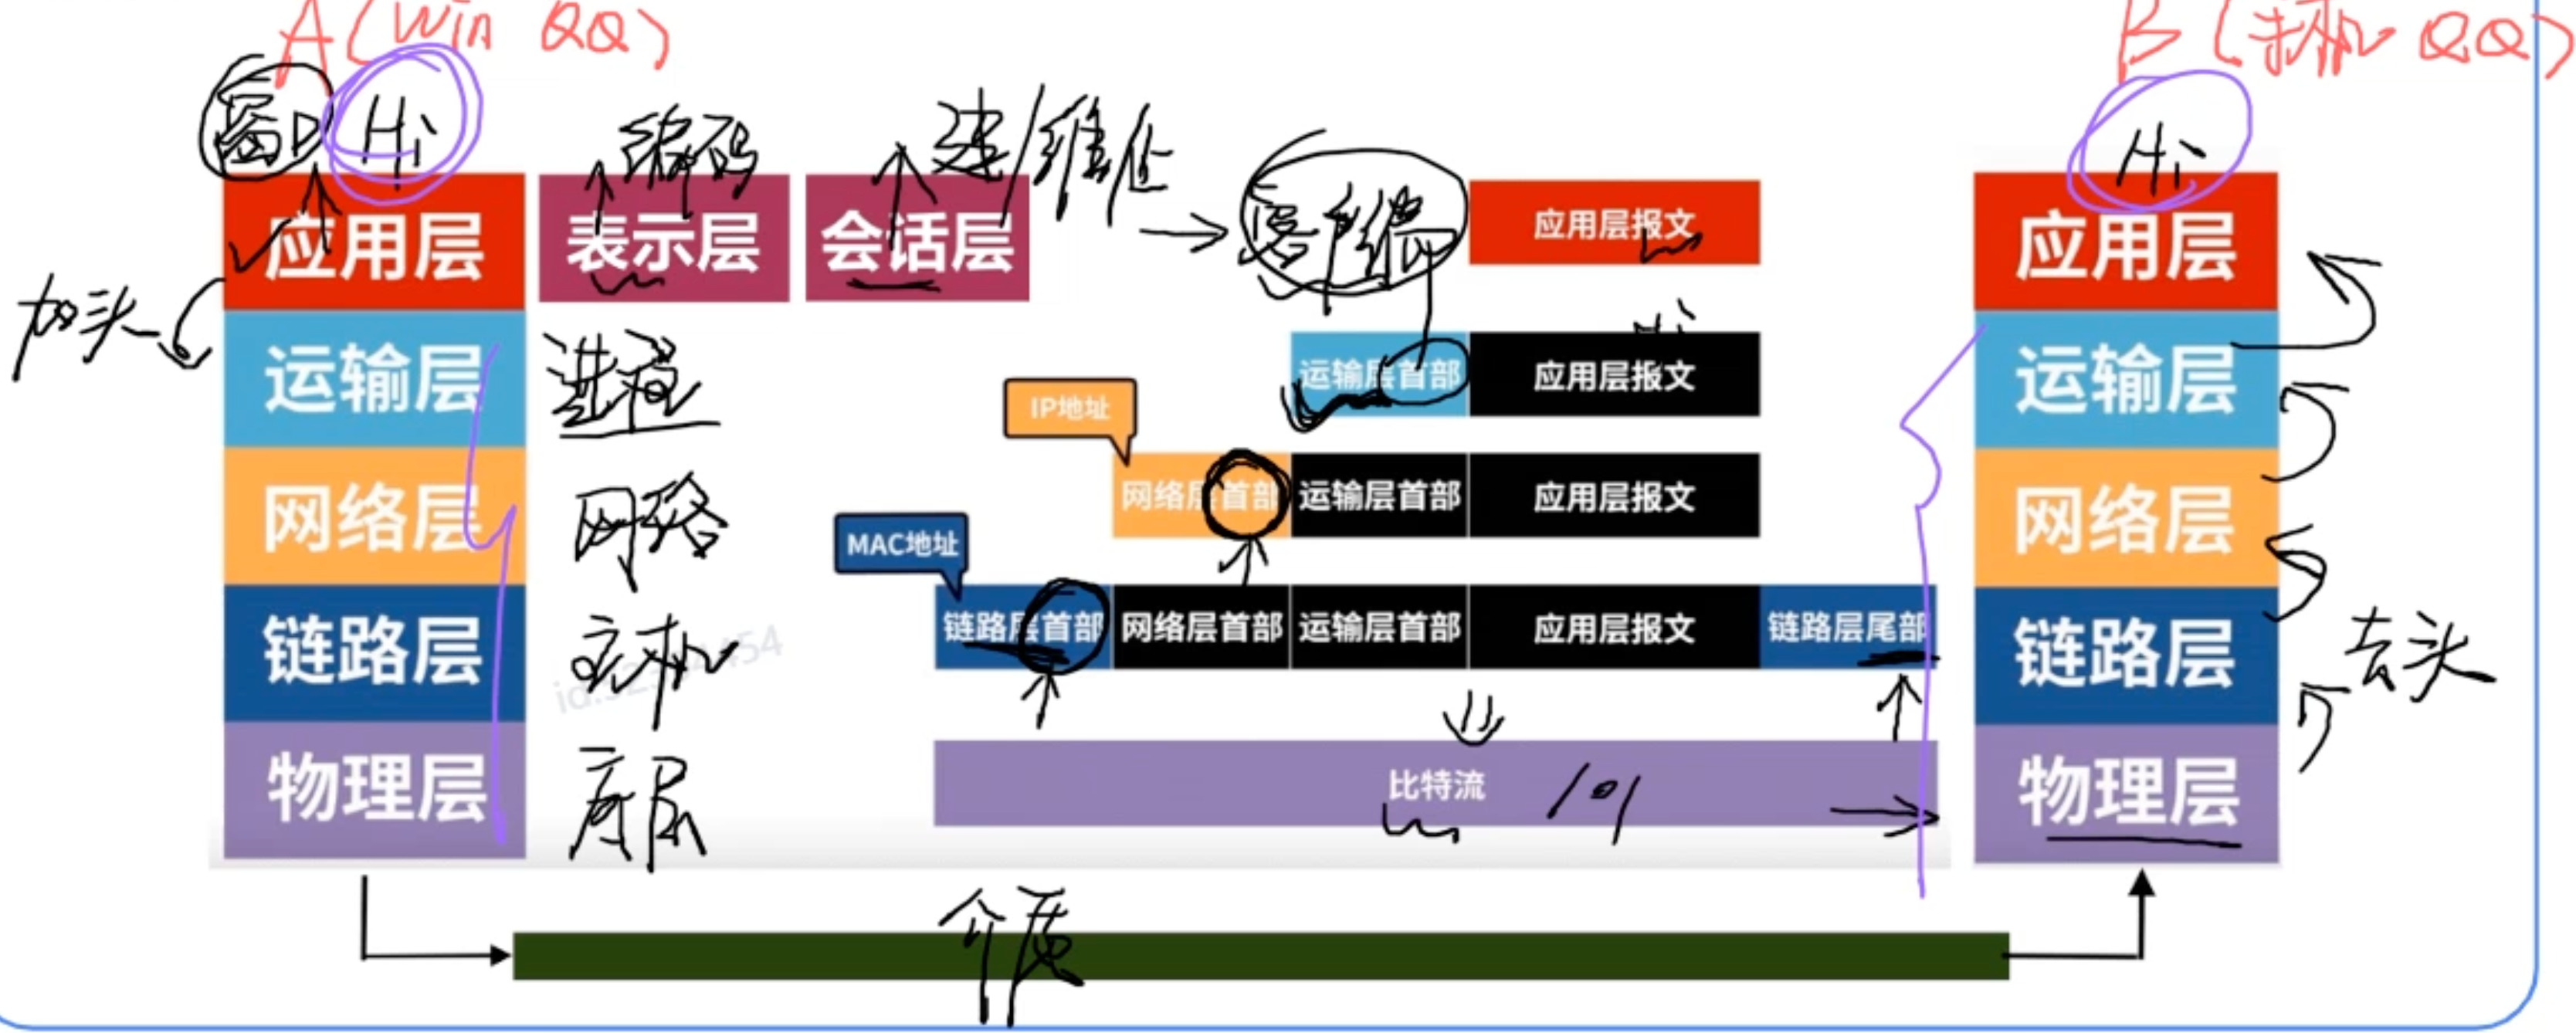 A(Win QQ)
B(手机 QQ)
窗口 Hi 编码 建/维
Hi
应用层 表示层 会话层 → 客户端 应用层报文 应用层
加头
Hi
运输层 进程 运输层首部 应用层报文 运输层
IP地址
网络层 网络 网络层首部 运输层首部 应用层报文 网络层
MAC地址
链路层 主机 链路层首部 网络层首部 运输层首部 应用层报文 链路层尾部 链路层 去头
物理层 比特流 101 物理层
介质